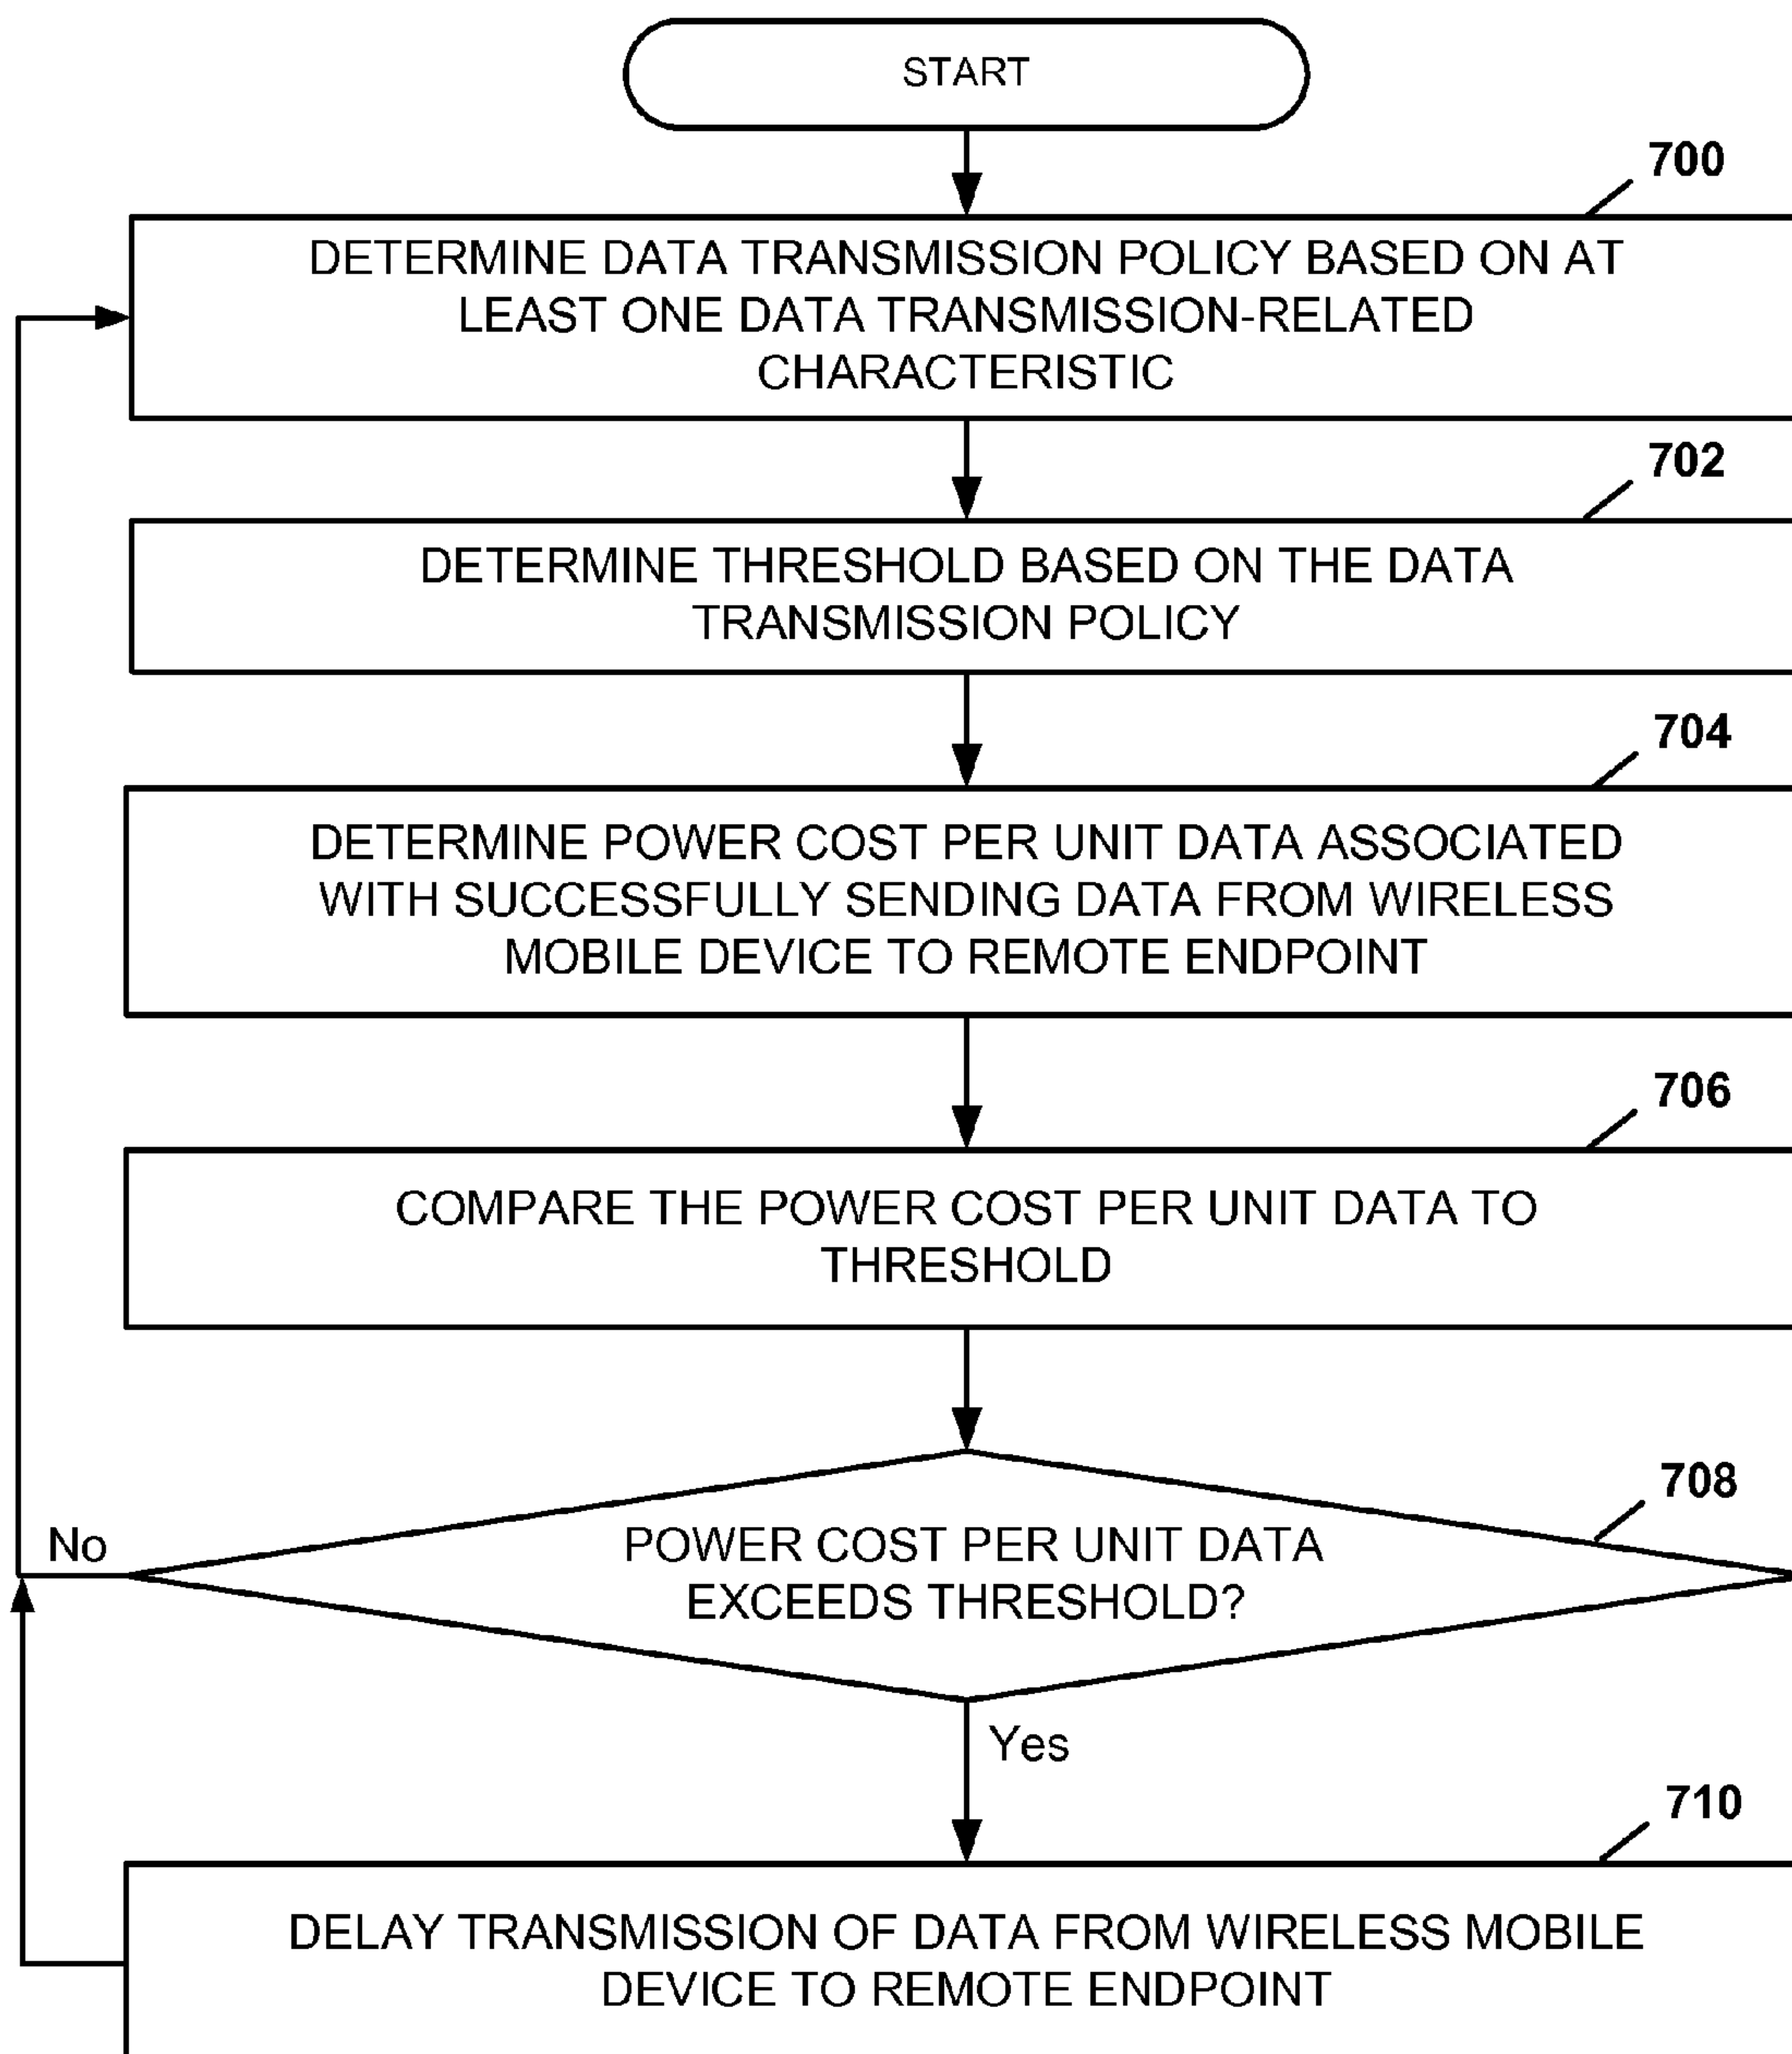 START
700
DETERMINE DATA TRANSMISSION POLICY BASED ON AT
LEAST ONE DATA TRANSMISSION-RELATED
CHARACTERISTIC
702
DETERMINE THRESHOLD BASED ON THE DATA
TRANSMISSION POLICY
704
DETERMINE POWER COST PER UNIT DATA ASSOCIATED
WITH SUCCESSFULLY SENDING DATA FROM WIRELESS
MOBILE DEVICE TO REMOTE ENDPOINT
706
COMPARE THE POWER COST PER UNIT DATA TO
THRESHOLD
708
No
POWER COST PER UNIT DATA
EXCEEDS THRESHOLD?
Yes
710
DELAY TRANSMISSION OF DATA FROM WIRELESS MOBILE
DEVICE TO REMOTE ENDPOINT